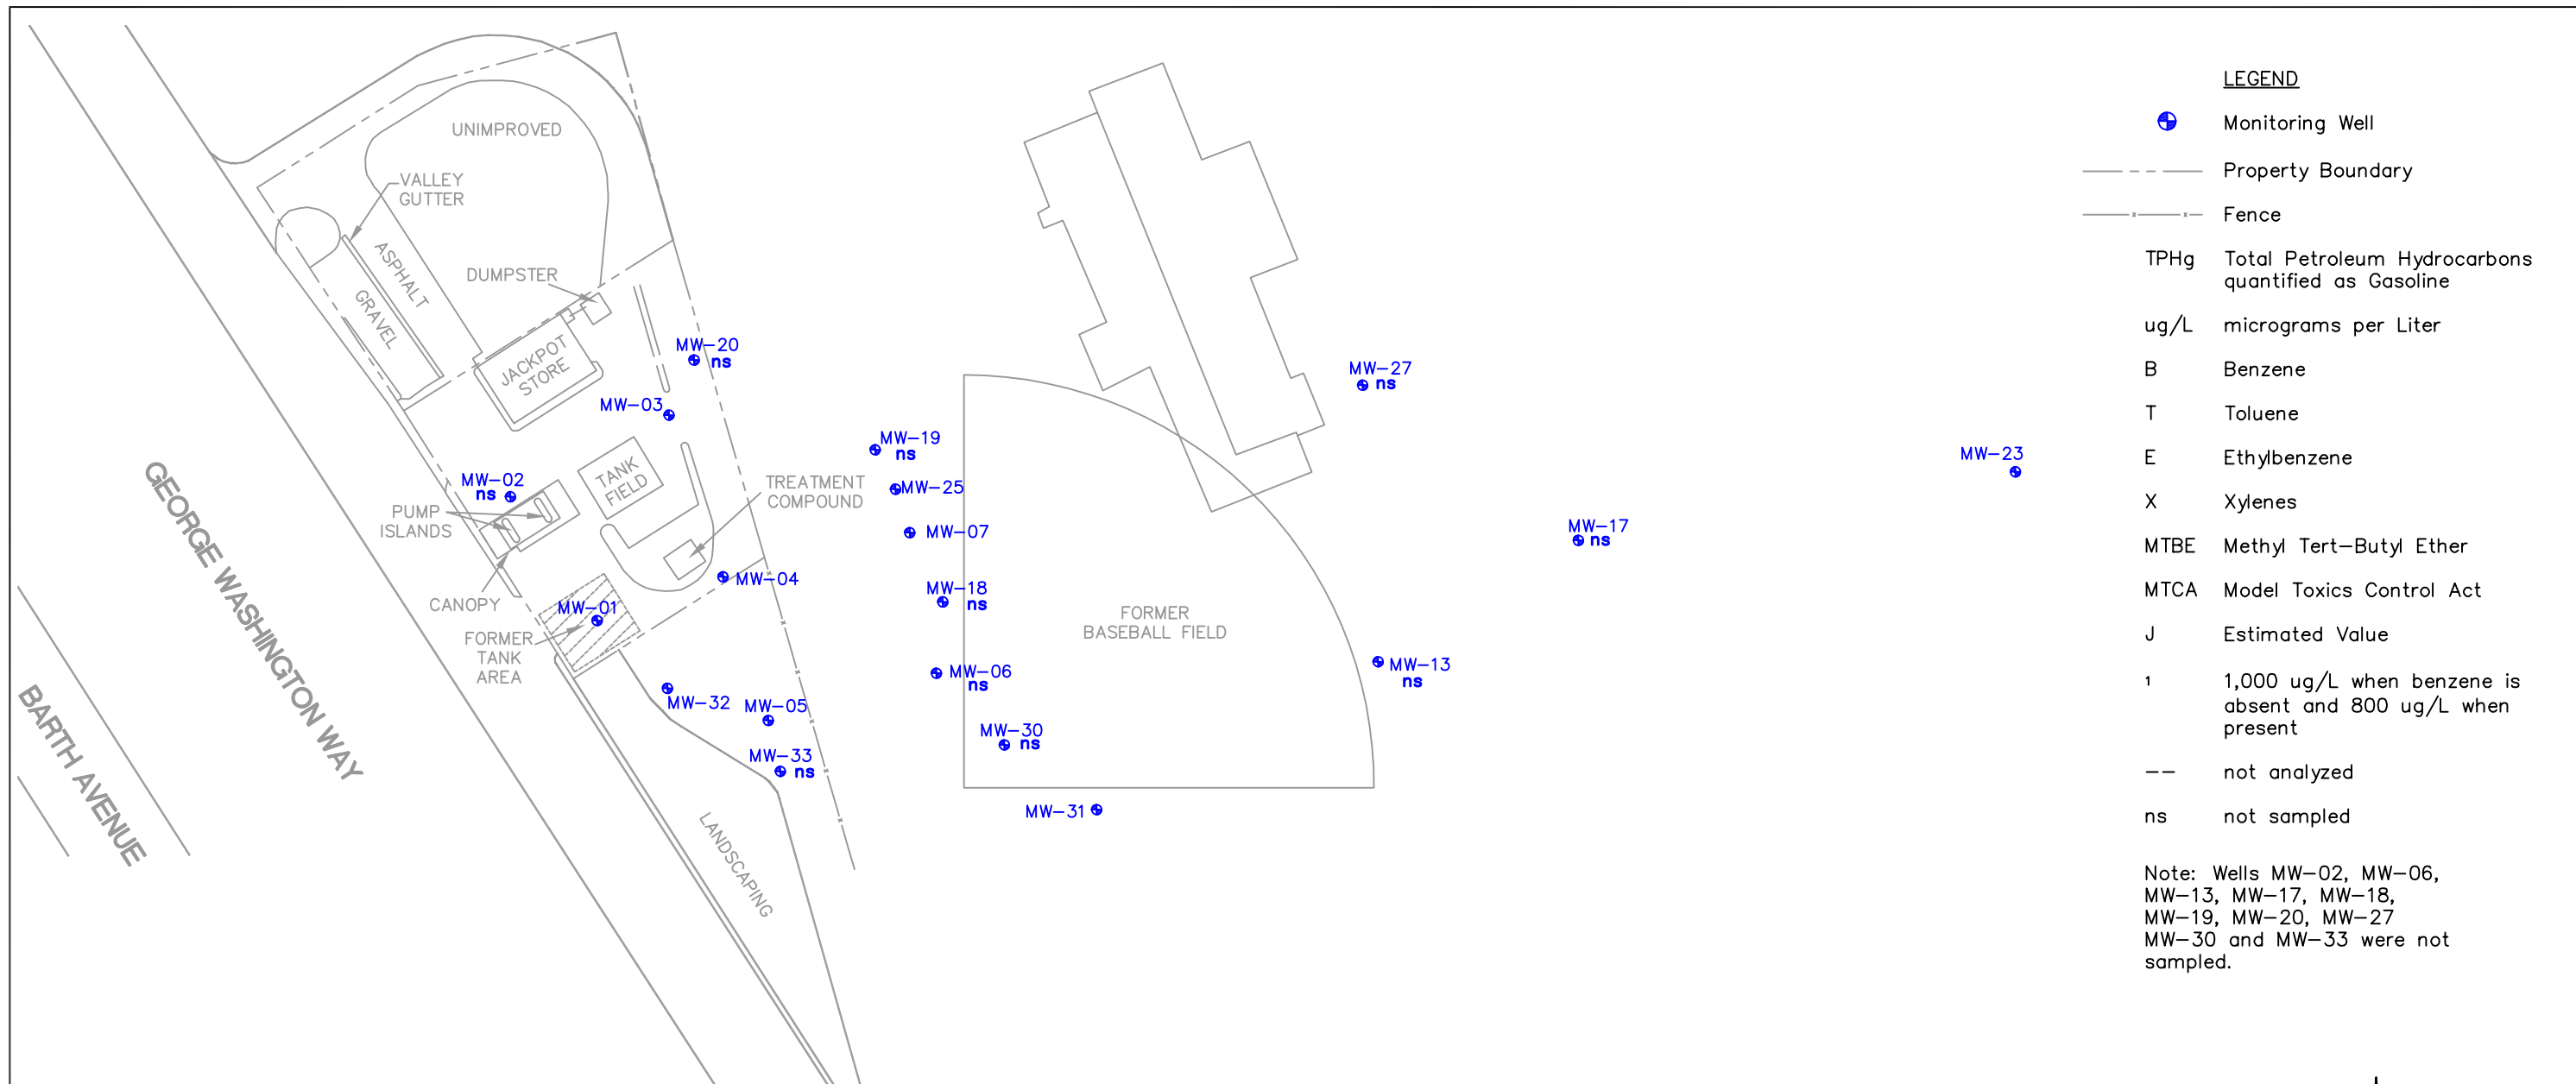 UNIMPROVED
VALLEY
GUTTER
ASPHALT
GRAVEL
DUMPSTER
JACKPOT
STORE
MW-20
ns
MW-03
MW-02
ns
PUMP
ISLANDS
TANK
FIELD
TREATMENT
COMPOUND
CANOPY
MW-04
MW-01
FORMER
TANK
AREA
MW-32
MW-05
MW-33
ns
LANDSCAPING
GEORGE WASHINGTON WAY
BARTH AVENUE
MW-19
ns
MW-25
MW-07
MW-18
ns
MW-06
ns
MW-30
ns
MW-31
FORMER
BASEBALL FIELD
MW-27
ns
MW-13
ns
MW-17
ns
MW-23
LEGEND
Monitoring Well
Property Boundary
Fence
TPHg Total Petroleum Hydrocarbons
quantified as Gasoline
ug/L micrograms per Liter
B Benzene
T Toluene
E Ethylbenzene
X Xylenes
MTBE Methyl Tert-Butyl Ether
MTCA Model Toxics Control Act
J Estimated Value
1 1,000 ug/L when benzene is
absent and 800 ug/L when
present
-- not analyzed
ns not sampled
Note: Wells MW-02, MW-06,
MW-13, MW-17, MW-18,
MW-19, MW-20, MW-27
MW-30 and MW-33 were not
sampled.